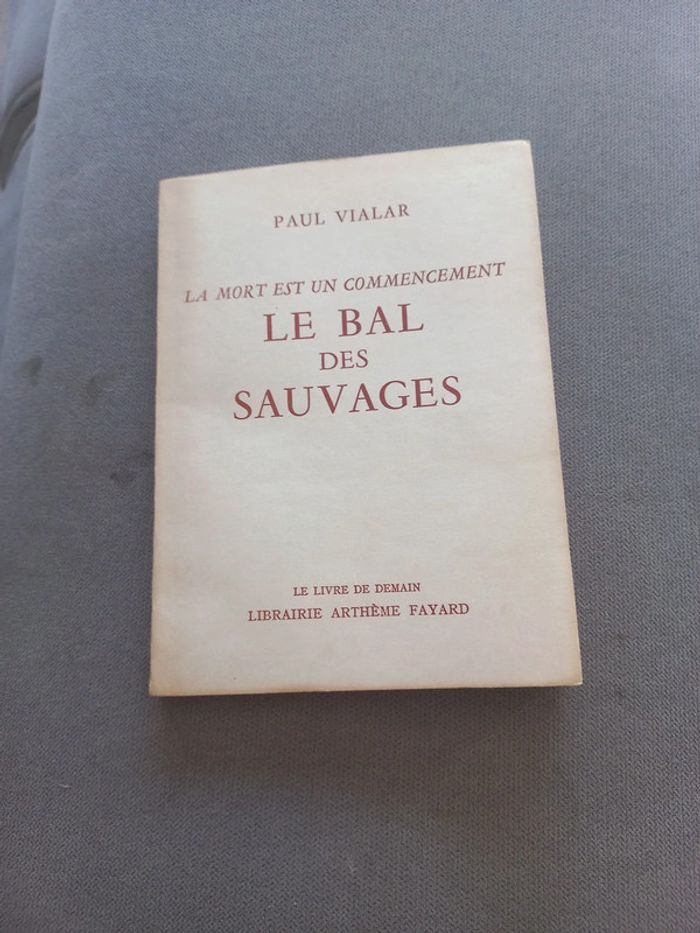 PAUL VIALAR
LA MORT EST UN COMMENCEMENT
LE BAL
DES
SAUVAGES
LE LIVRE DE DEMAIN
LIBRAIRIE ARTHÈME FAYARD